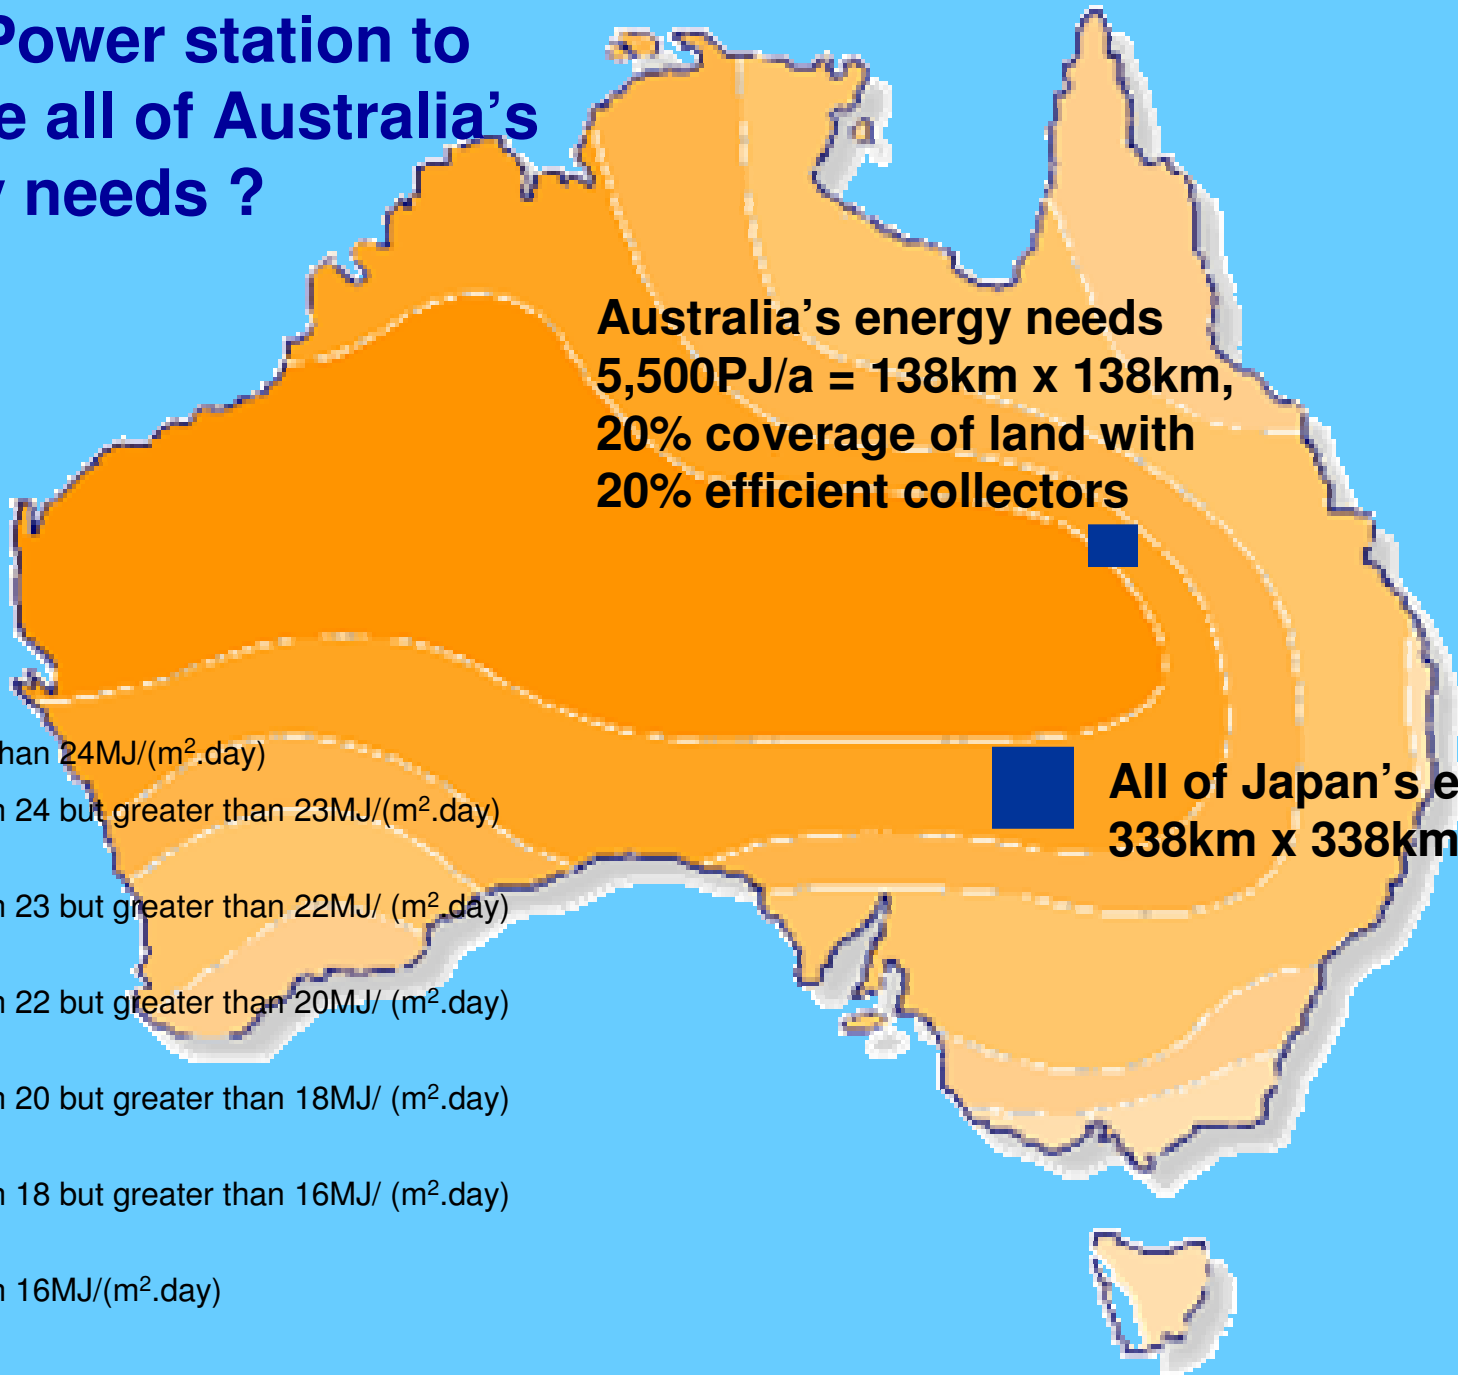 Power station to
e all of Australia’s
y needs ?
Australia’s energy needs
5,500PJ/a = 138km x 138km,
20% coverage of land with
20% efficient collectors
All of Japan’s e
338km x 338km
han 24MJ/(m².day)
n 24 but greater than 23MJ/(m².day)
n 23 but greater than 22MJ/ (m².day)
n 22 but greater than 20MJ/ (m².day)
n 20 but greater than 18MJ/ (m².day)
n 18 but greater than 16MJ/ (m².day)
n 16MJ/(m².day)